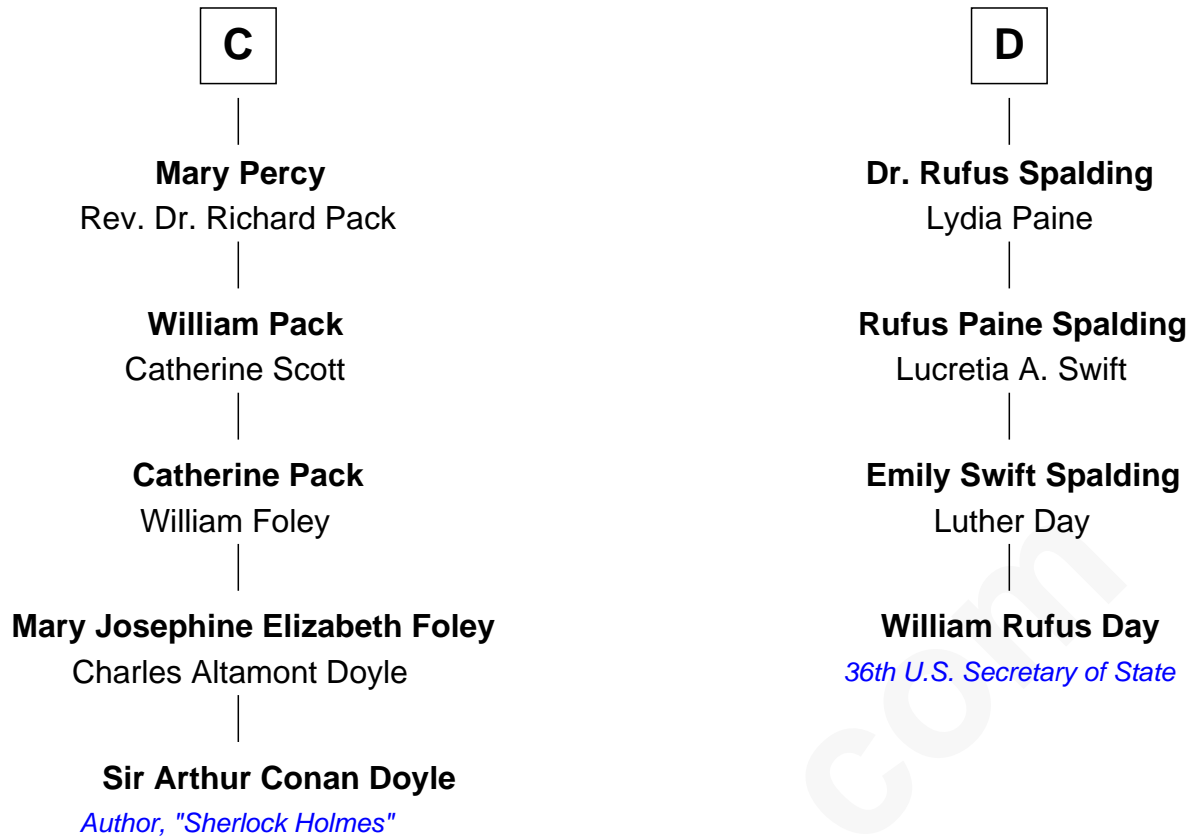 C
Mary Percy
Rev. Dr. Richard Pack
William Pack
Catherine Scott
Catherine Pack
William Foley
Mary Josephine Elizabeth Foley
Charles Altamont Doyle
Sir Arthur Conan Doyle
Author, "Sherlock Holmes"
D
Dr. Rufus Spalding
Lydia Paine
Rufus Paine Spalding
Lucretia A. Swift
Emily Swift Spalding
Luther Day
William Rufus Day
36th U.S. Secretary of State
com